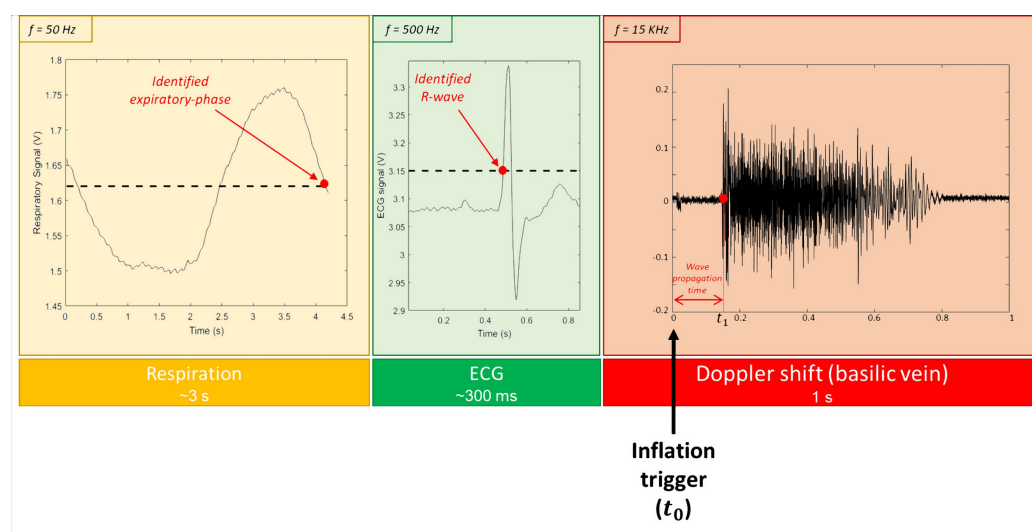 f = 50 Hz
1.8
1.75
1.7
1.65
1.6
1.55
1.5
1.45
Respiratory Signal (V)
Identified
expiratory-phase
0
0.5
1
1.5
2
2.5
3
3.5
4
4.5
Time (s)
Respiration
~3 s
f = 500 Hz
3.3
3.25
3.2
3.15
3.1
3.05
3
2.95
2.9
ECG signal (V)
Identified
R-wave
0.2
0.4
0.6
0.8
Time (s)
ECG
~300 ms
f = 15 KHz
0.2
0.1
0
-0.1
-0.2
Wave
propagation
time
t1
0
0.2
0.4
0.6
0.8
1
Doppler shift (basilic vein)
1 s
Inflation
trigger
(t0)